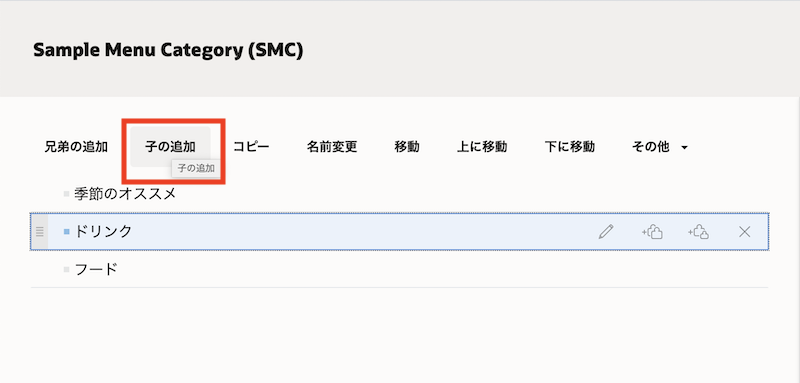 Sample Menu Category (SMC)
兄弟の追加 子の追加 コピー 名前変更 移動 上に移動 下に移動 その他
子の追加
季節のオススメ
ドリンク
フード